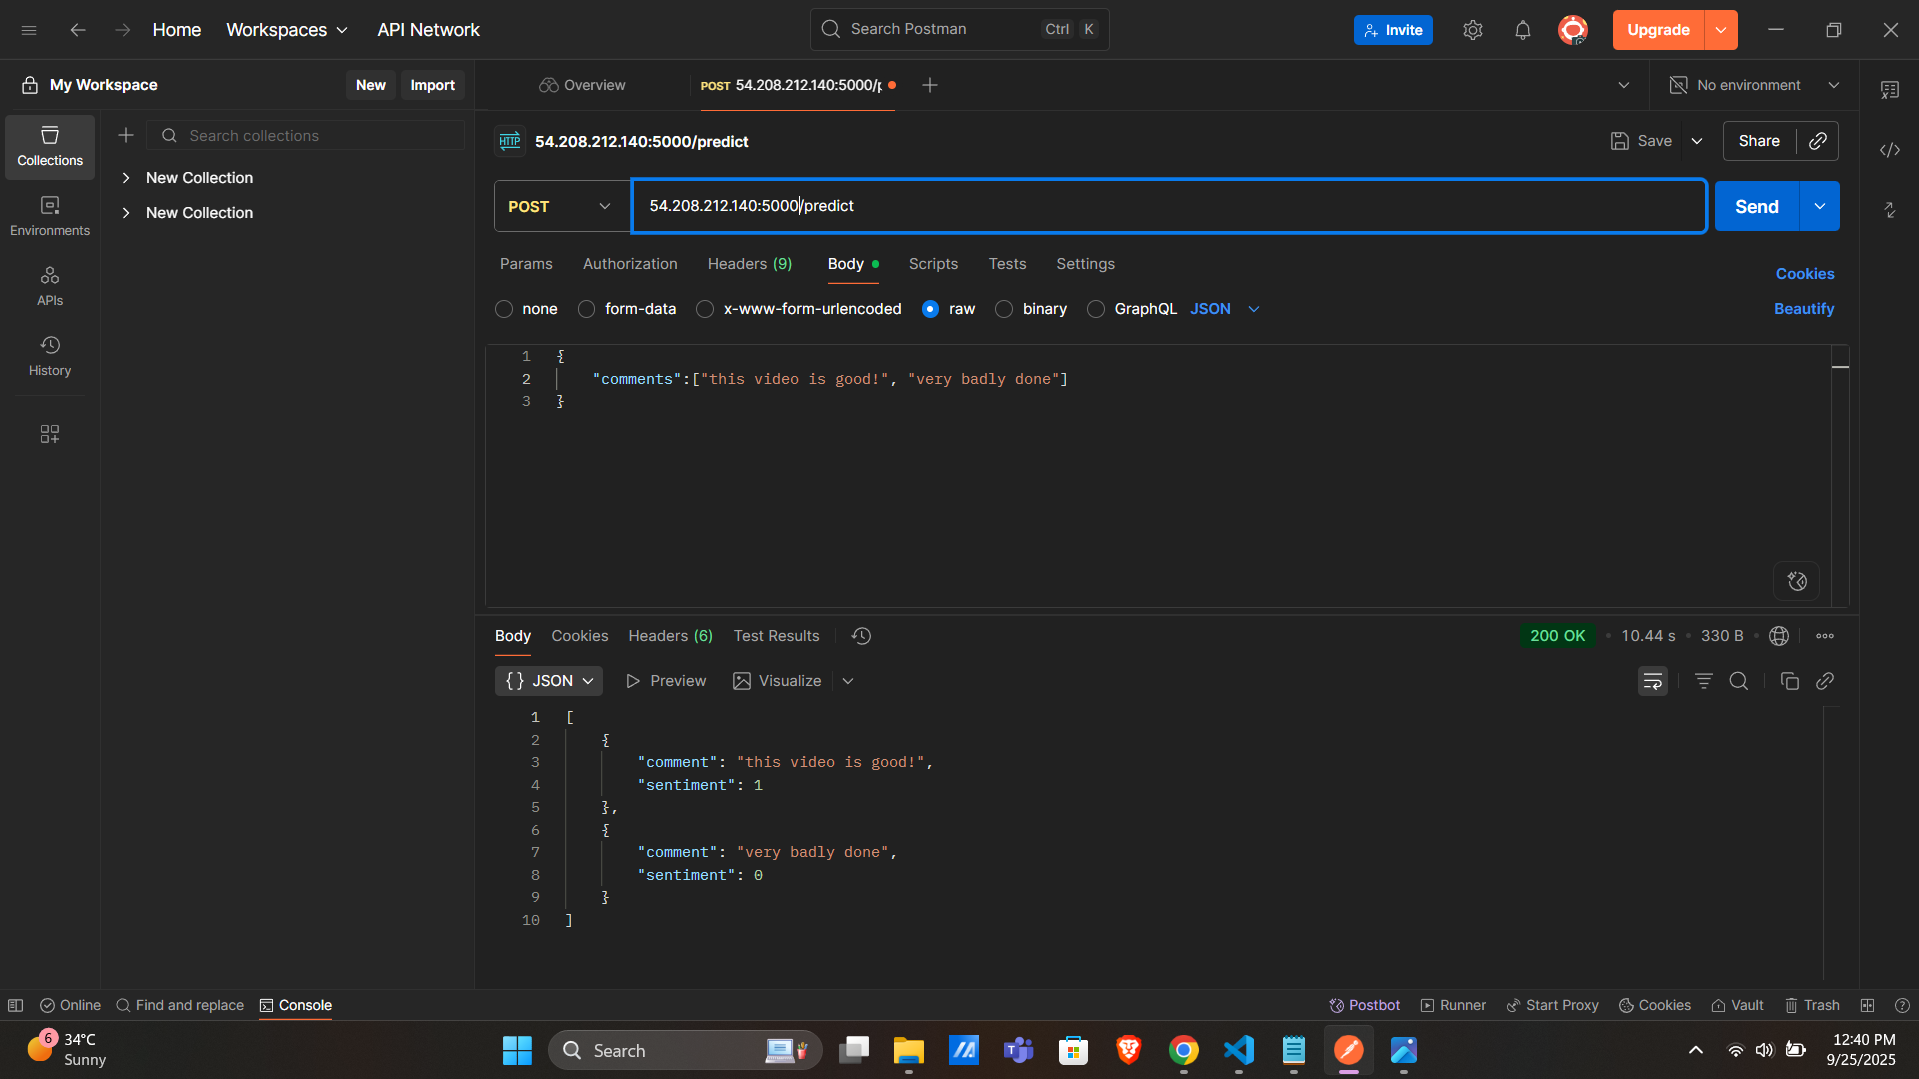 Home
Workspaces
API Network
Search Postman
Ctrl K
Invite
Upgrade
My Workspace
New
Import
Overview
POST 54.208.212.140:5000/p
No environment
Collections
Search collections
New Collection
New Collection
Environments
APIs
History
HTTP
54.208.212.140:5000/predict
Save
Share
POST
54.208.212.140:5000/predict
Send
Params
Authorization
Headers (9)
Body
Scripts
Tests
Settings
Cookies
none
form-data
x-www-form-urlencoded
raw
binary
GraphQL
JSON
Beautify
1 {
2 "comments":["this video is good!", "very badly done"]
3 }
Body
Cookies
Headers (6)
Test Results
200 OK
10.44 s
330 B
{} JSON
Preview
Visualize
1 [
2 {
3 "comment": "this video is good!",
4 "sentiment": 1
5 },
6 {
7 "comment": "very badly done",
8 "sentiment": 0
9 }
10 ]
Online
Find and replace
Console
Postbot
Runner
Start Proxy
Cookies
Vault
Trash
6
34°C
Sunny
Search
12:40 PM
9/25/2025